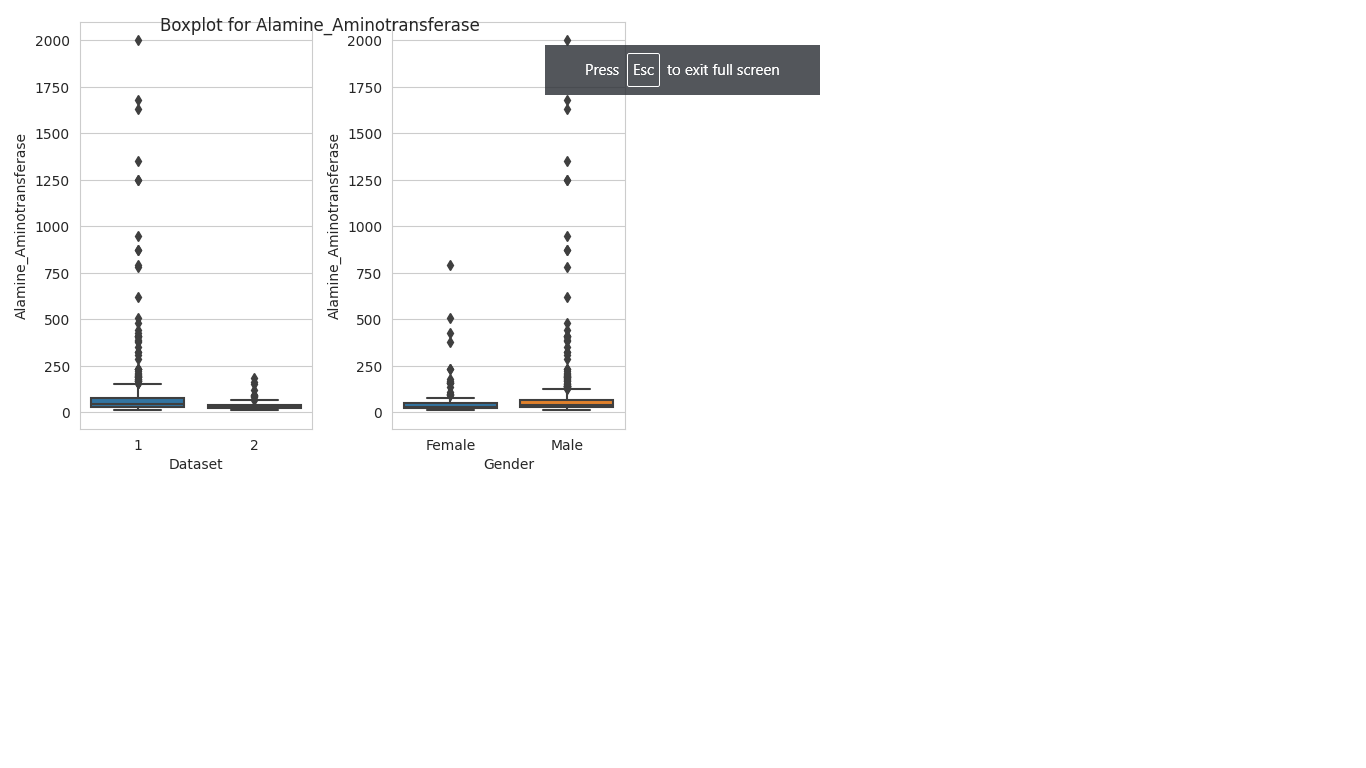 Boxplot for Alamine_Aminotransferase
Press Esc to exit full screen
Alamine_Aminotransferase
2000
1750
1500
1250
1000
750
500
250
0
1 2
Dataset
Alamine_Aminotransferase
2000
1750
1500
1250
1000
750
500
250
0
Female Male
Gender